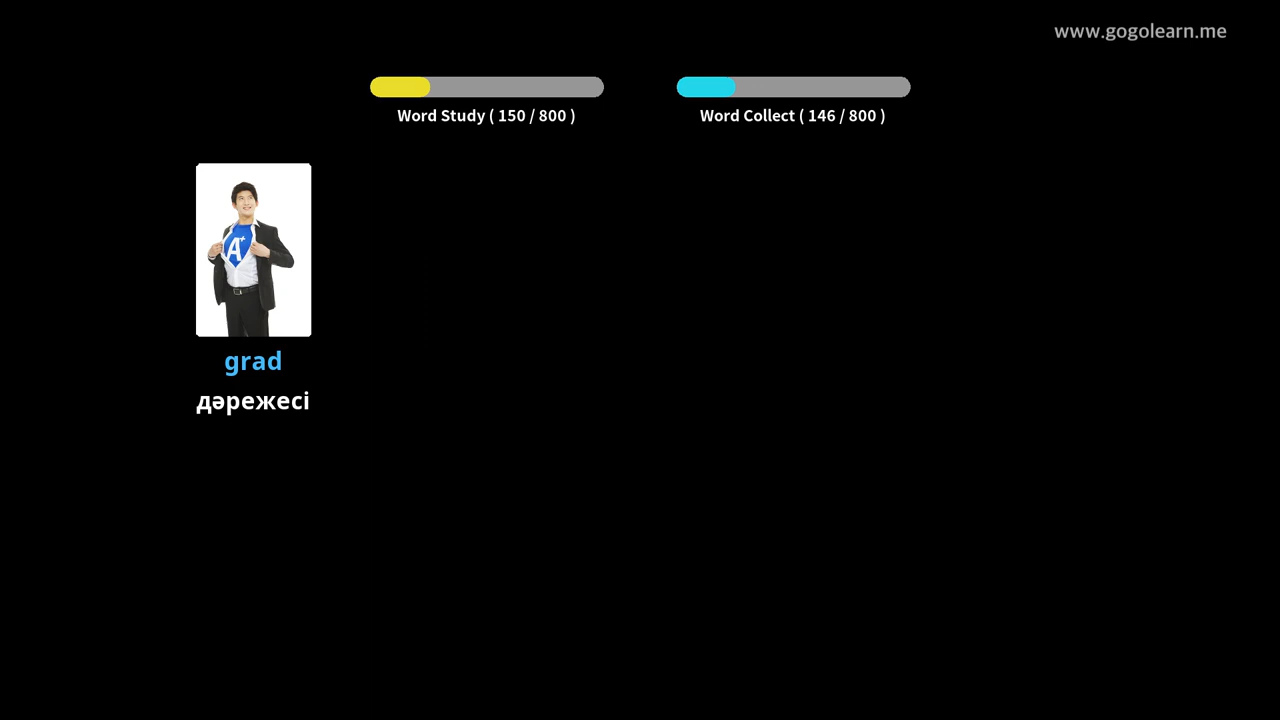 www.gogolearn.me
Word Study ( 150 / 800 )
Word Collect ( 146 / 800 )
A+
grad
дәрежесі